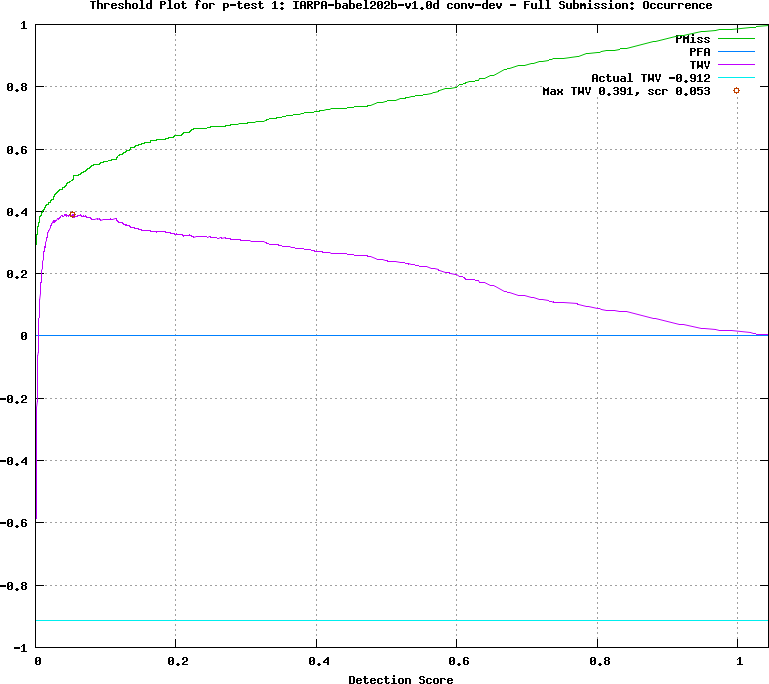 Threshold Plot for p-test 1: IARPA-babel202b-v1.0d conv-dev - Full Submission: Occurrence
PMiss
PFA
TWV
Actual TWV -0.912
Max TWV 0.391, scr 0.053
1
0.8
0.6
0.4
0.2
0
-0.2
-0.4
-0.6
-0.8
-1
0 0.2 0.4 0.6 0.8 1
Detection Score